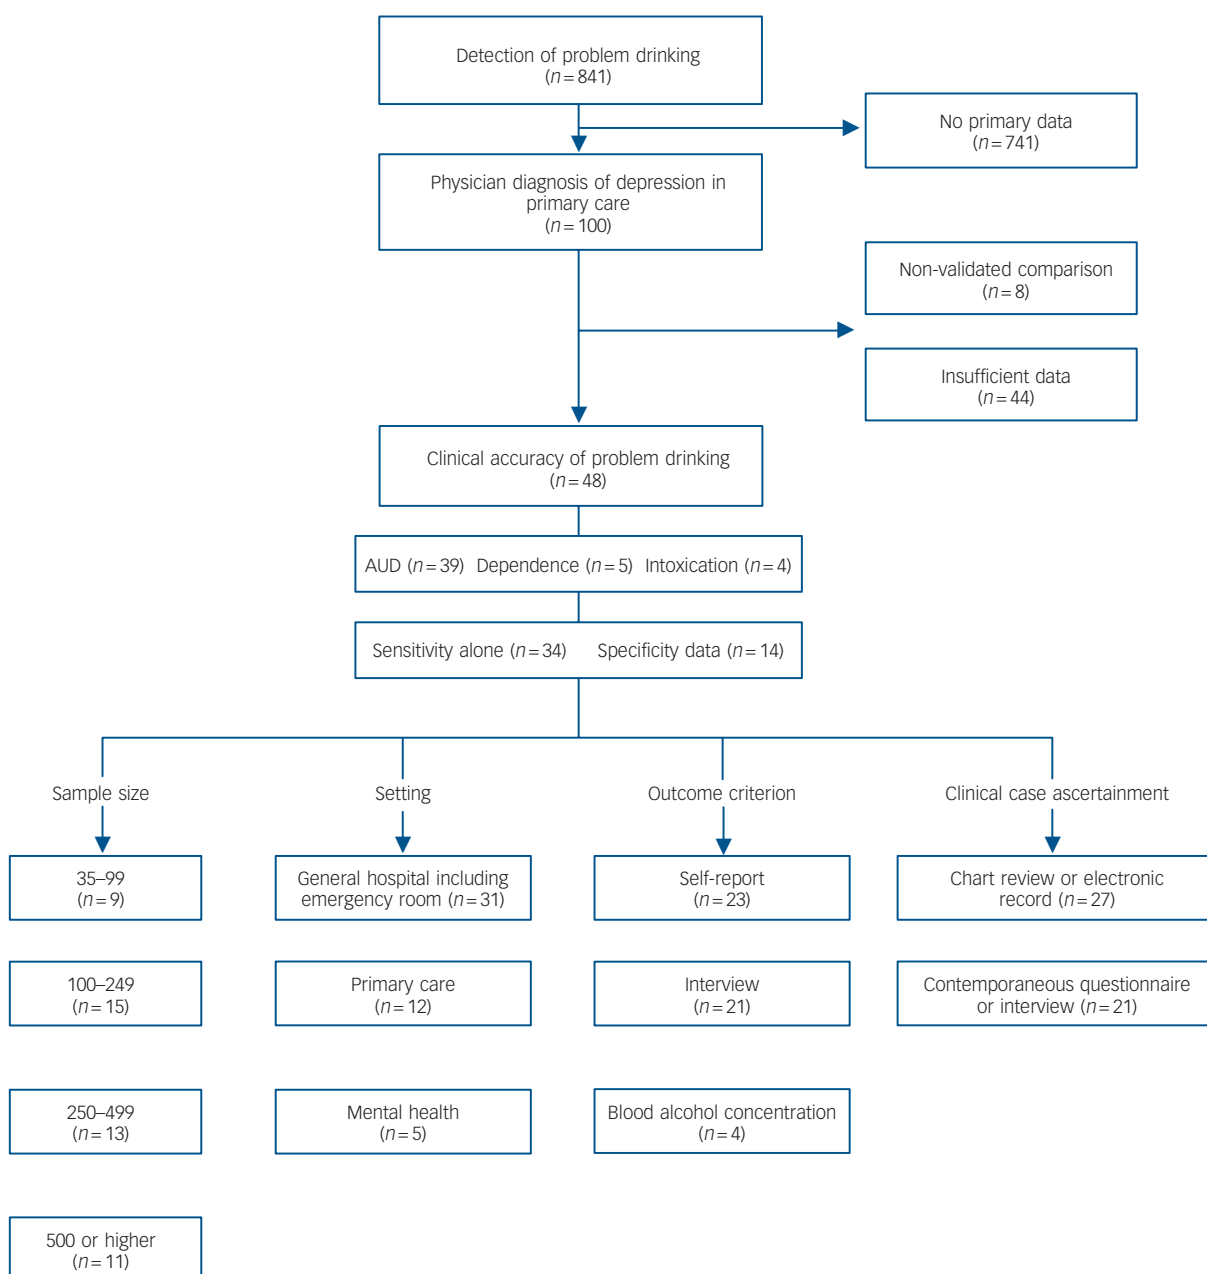 Detection of problem drinking
(n=841)
No primary data
(n=741)
Physician diagnosis of depression in
primary care
(n=100)
Non-validated comparison
(n=8)
Insufficient data
(n=44)
Clinical accuracy of problem drinking
(n=48)
AUD (n=39) Dependence (n=5) Intoxication (n=4)
Sensitivity alone (n=34) Specificity data (n=14)
Sample size
Setting
Outcome criterion
Clinical case ascertainment
35–99
(n=9)
General hospital including
emergency room (n=31)
Self-report
(n=23)
Chart review or electronic
record (n=27)
100–249
(n=15)
Primary care
(n=12)
Interview
(n=21)
Contemporaneous questionnaire
or interview (n=21)
250–499
(n=13)
Mental health
(n=5)
Blood alcohol concentration
(n=4)
500 or higher
(n=11)